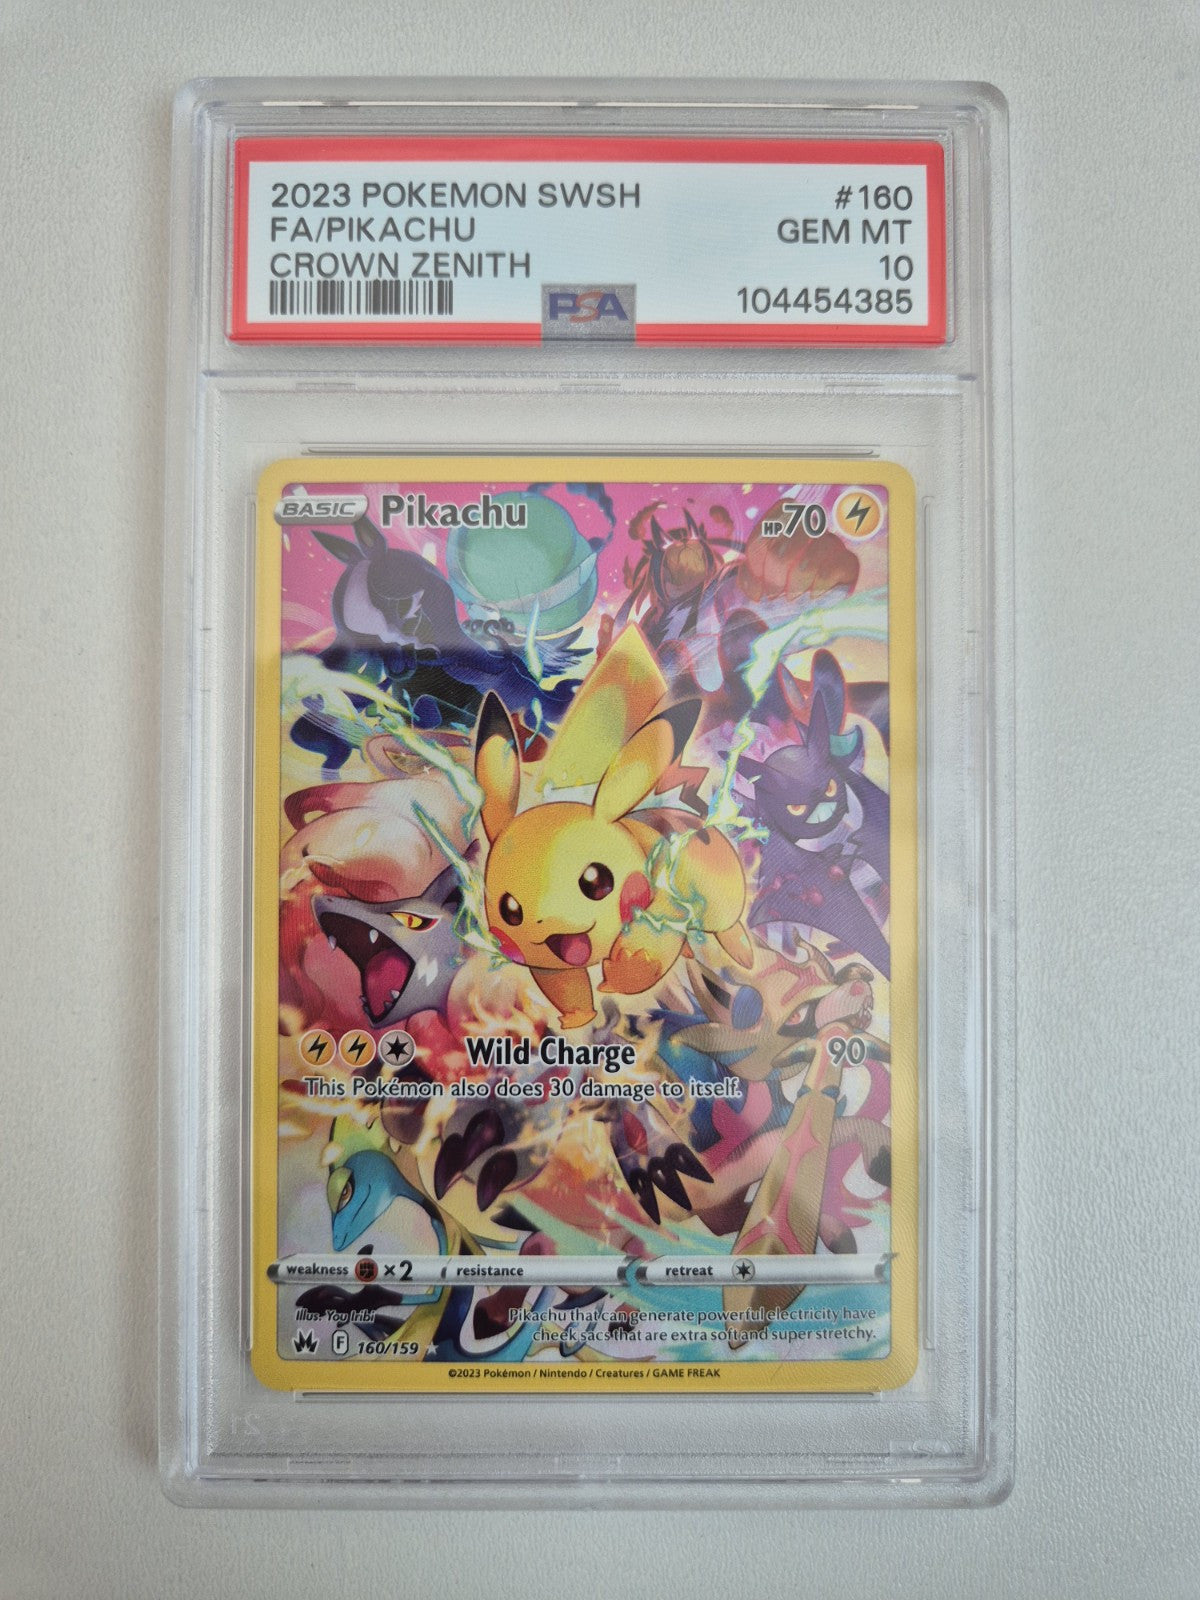 2023 POKEMON SWSH #160
FA/PIKACHU GEM MT
CROWN ZENITH 10
PSA 104454385
BASIC Pikachu HP 70
Wild Charge 90
This Pokémon also does 30 damage to itself.
weakness ×2 resistance retreat
Illus. You Iribi
Pikachu that can generate powerful electricity have
cheek sacs that are extra soft and super stretchy.
F 160/159
©2023 Pokémon / Nintendo / Creatures / GAME FREAK